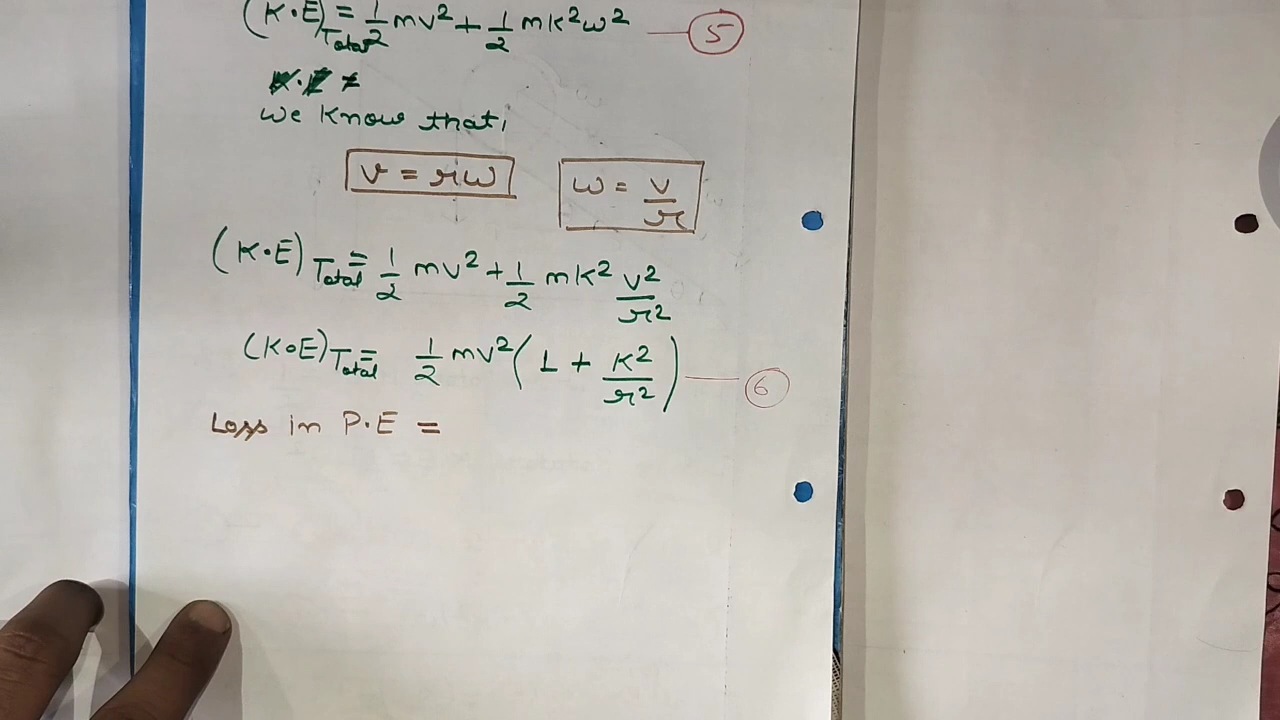 (K·E)Total = 1/2 mv² + 1/2 mk²ω² — 5
We know that,
v = rω ω = v/r
(K·E)Total = 1/2 mv² + 1/2 mk² v²/r²
(K·E)Total = 1/2 mv² (1 + K²/r²) — 6
Loss in P.E =